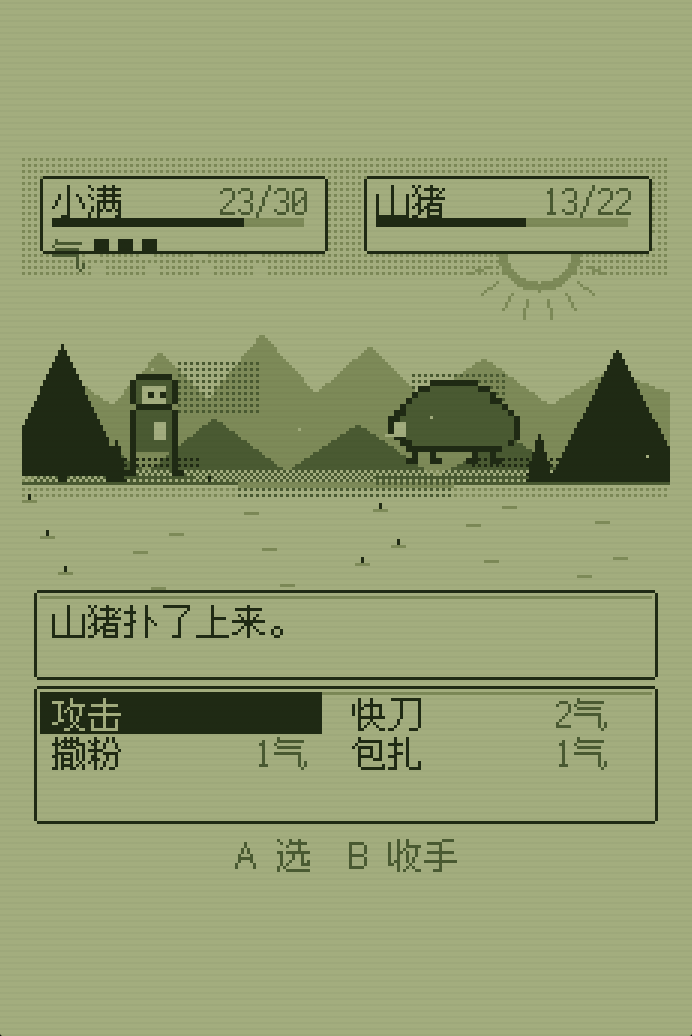 小满 23/30
山猪 13/22
气
山猪扑了上来。
攻击 快刀 2气
撒粉 1气 包扎 1气
A 选 B 收手